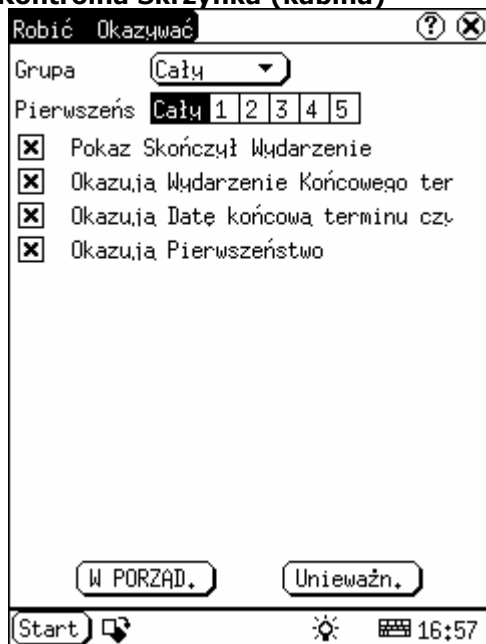 Kontrolna Skrzynka (kabina)
Robić Okazywać
Grupa Cały
Pierwszeńs Cały 1 2 3 4 5
Pokaz Skończył Wydarzenie
Okazują Wydarzenie Końcowego ter
Okazują Datę końcową terminu czy
Okazują Pierwszeństwo
W PORZĄD. Unieważn.
Start 16:57